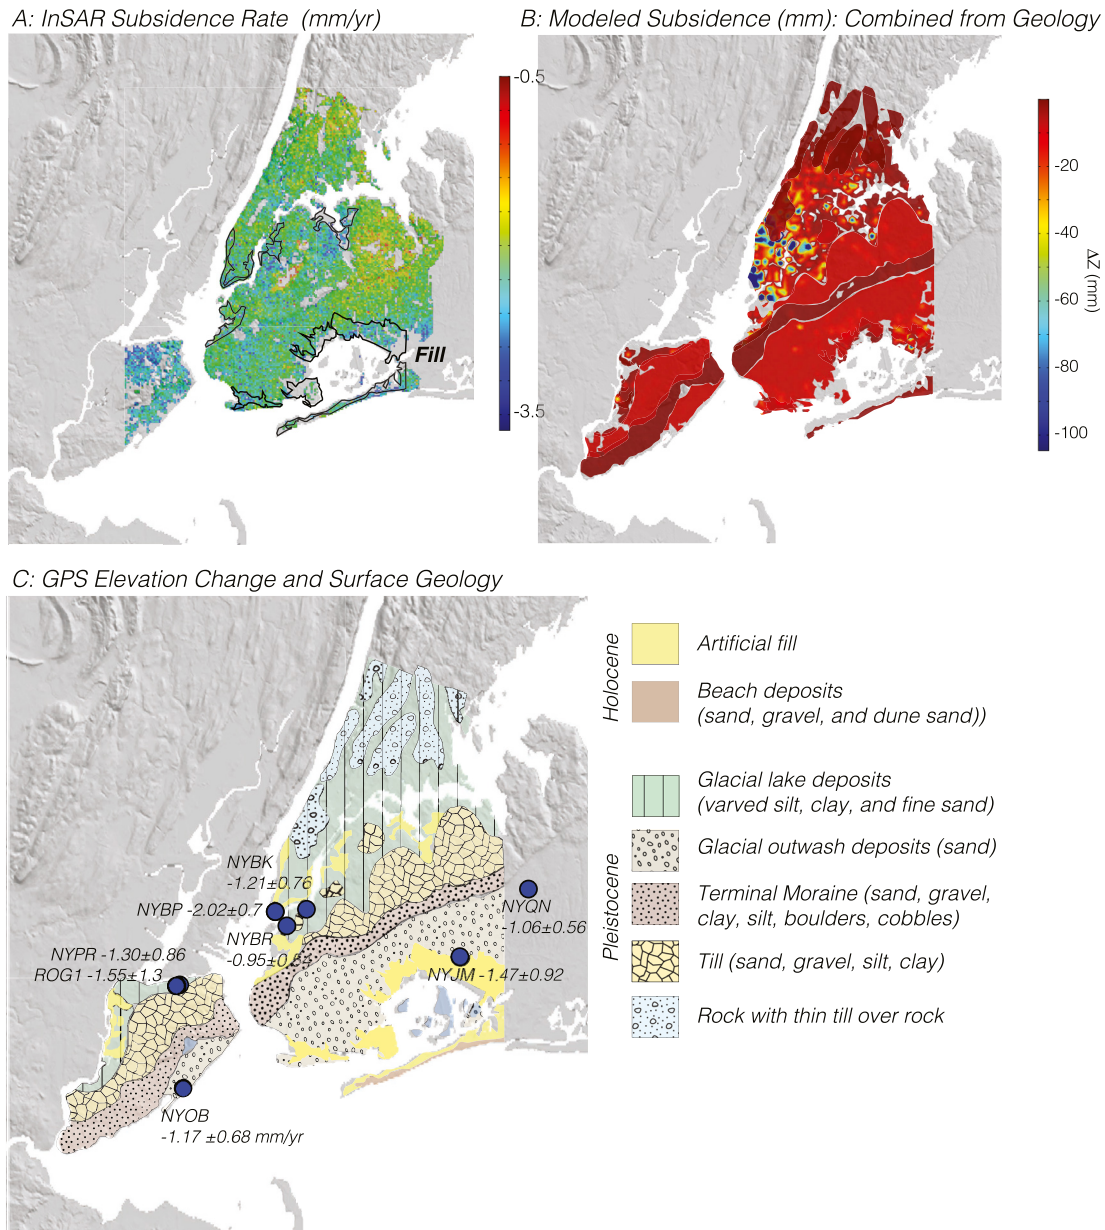 A: InSAR Subsidence Rate (mm/yr)
B: Modeled Subsidence (mm): Combined from Geology
-0.5
-3.5
Fill
-20
-40
-60
-80
-100
ΔZ (mm)
C: GPS Elevation Change and Surface Geology
NYBK
-1.21±0.76
NYBP -2.02±0.7
NYBR
NYPR -1.30±0.86
ROG1 -1.55±1.3
NYQN
-1.06±0.56
NYJM -1.47±0.92
NYOB
-1.17 ±0.68 mm/yr
Holocene
Artificial fill
Beach deposits
(sand, gravel, and dune sand))
Pleistocene
Glacial lake deposits
(varved silt, clay, and fine sand)
Glacial outwash deposits (sand)
Terminal Moraine (sand, gravel,
clay, silt, boulders, cobbles)
Till (sand, gravel, silt, clay)
Rock with thin till over rock